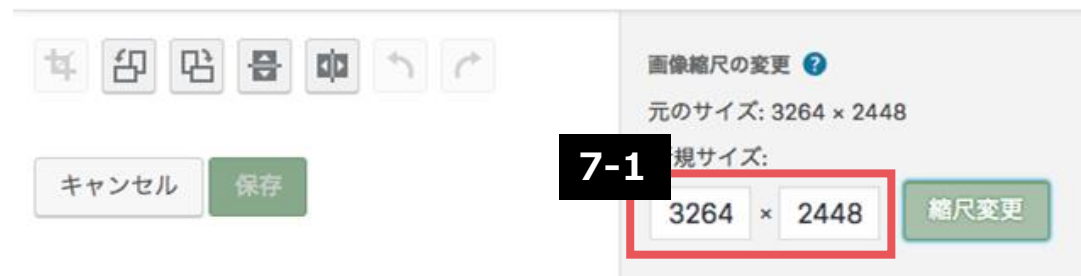 画像縮尺の変更
元のサイズ: 3264 × 2448
規サイズ:
7-1
3264 × 2448
縮尺変更
キャンセル
保存